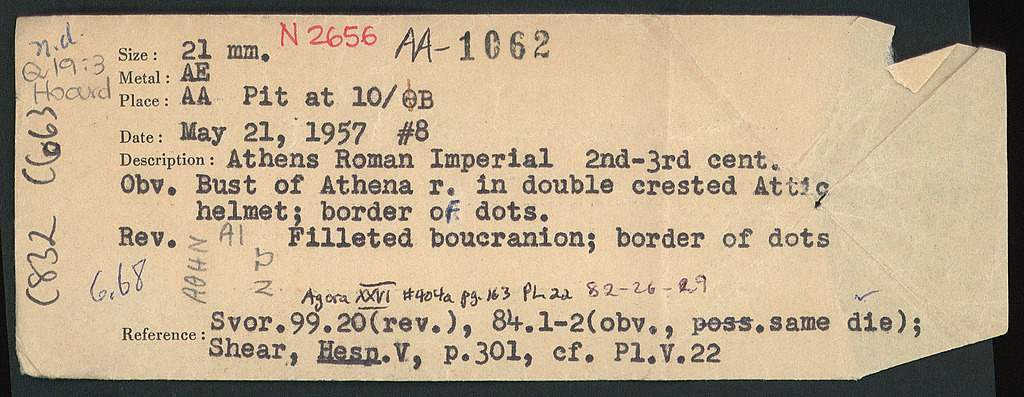 n.d.
Q 19:3
Hoard
C663
C832
N 2656
AA-1062
Size: 21 mm.
Metal: AE
Place: AA Pit at 10/ΘB
Date: May 21, 1957 #8
Description: Athens Roman Imperial 2nd-3rd cent.
Obv. Bust of Athena r. in double crested Attic
helmet; border of dots.
Rev. AΘHN AI Filleted boucranion; border of dots
6.68
Agora XXVI #404a pg. 163 Pl. 22 82-26-29
Reference: Svor.99.20(rev.), 84.1-2(obv., poss.same die);
Shear, Hesp.V, p.301, cf. Pl.V.22